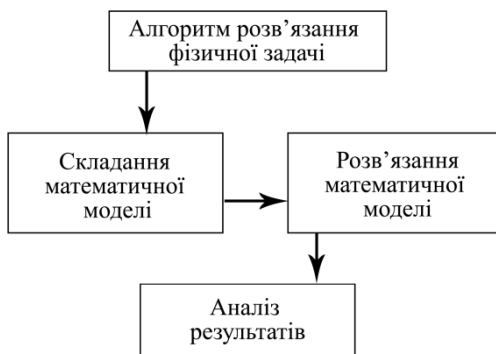 Алгоритм розв’язання
фізичної задачі
Складання
математичної
моделі
Розв’язання
математичної
моделі
Аналіз
результатів